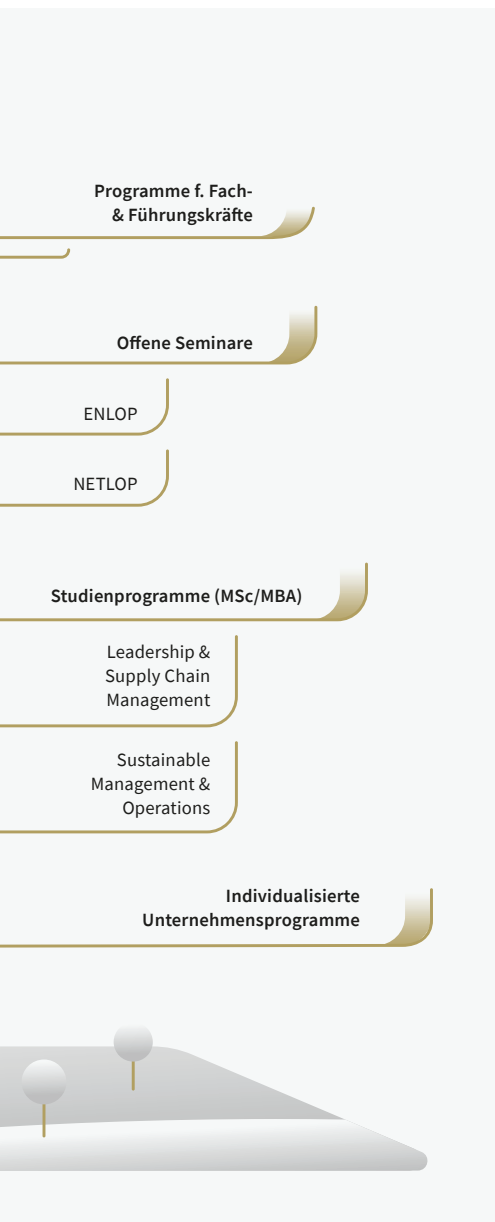 Programme f. Fach-
& Führungskräfte
Offene Seminare
ENLOP
NETLOP
Studienprogramme (MSc/MBA)
Leadership &
Supply Chain
Management
Sustainable
Management &
Operations
Individualisierte
Unternehmensprogramme